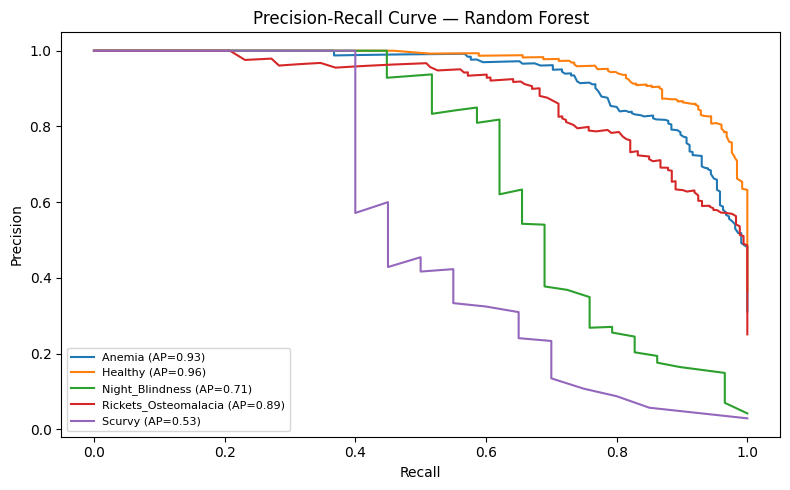 Precision-Recall Curve — Random Forest
1.0
0.8
0.6
0.4
0.2
0.0
Precision
Anemia (AP=0.93)
Healthy (AP=0.96)
Night_Blindness (AP=0.71)
Rickets_Osteomalacia (AP=0.89)
Scurvy (AP=0.53)
0.0 0.2 0.4 0.6 0.8 1.0
Recall